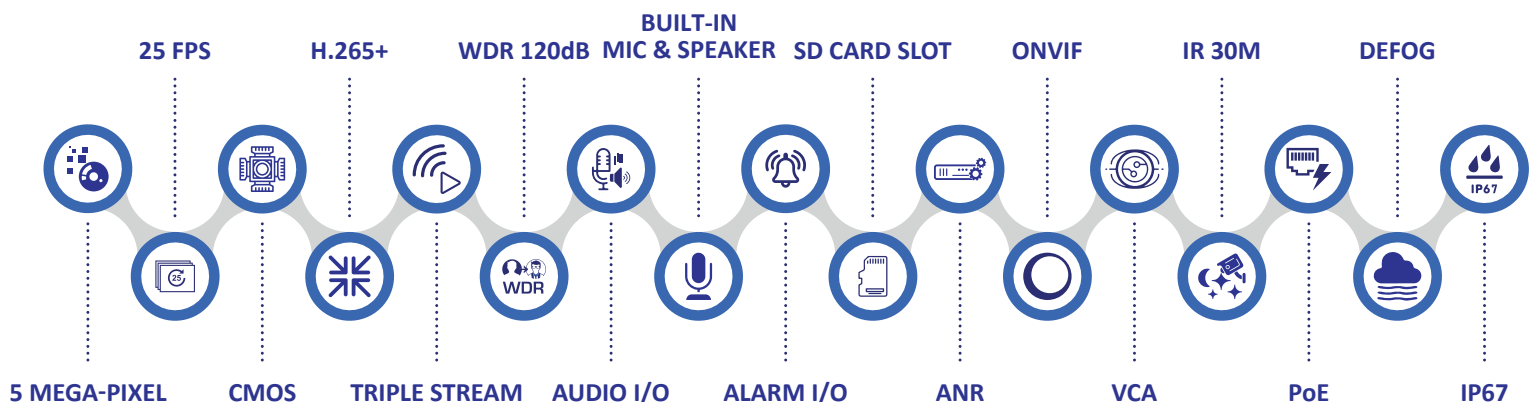 BUILT-IN
25 FPS H.265+ WDR 120dB MIC & SPEAKER SD CARD SLOT ONVIF IR 30M DEFOG
IP67
25
WDR
5 MEGA-PIXEL CMOS TRIPLE STREAM AUDIO I/O ALARM I/O ANR VCA PoE IP67